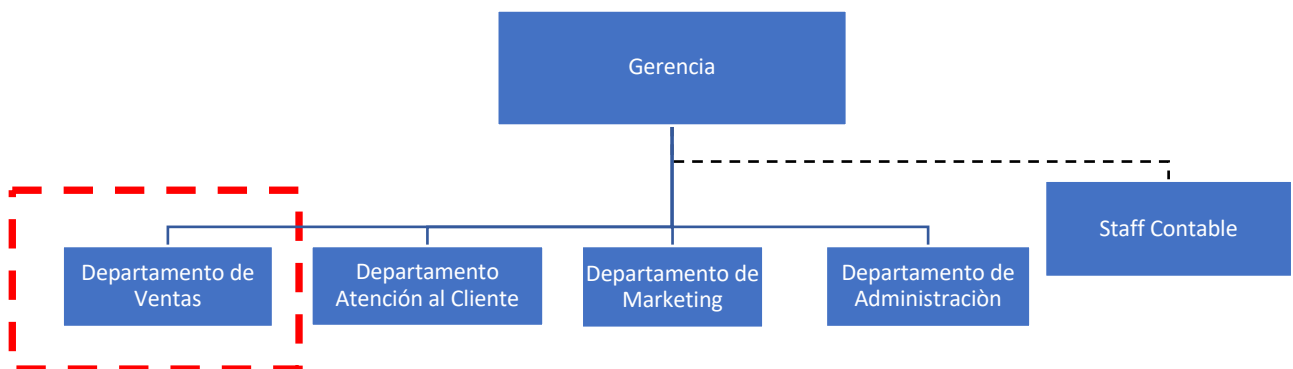 Gerencia
Staff Contable
Departamento de
Ventas
Departamento
Atención al Cliente
Departamento de
Marketing
Departamento de
Administraciòn